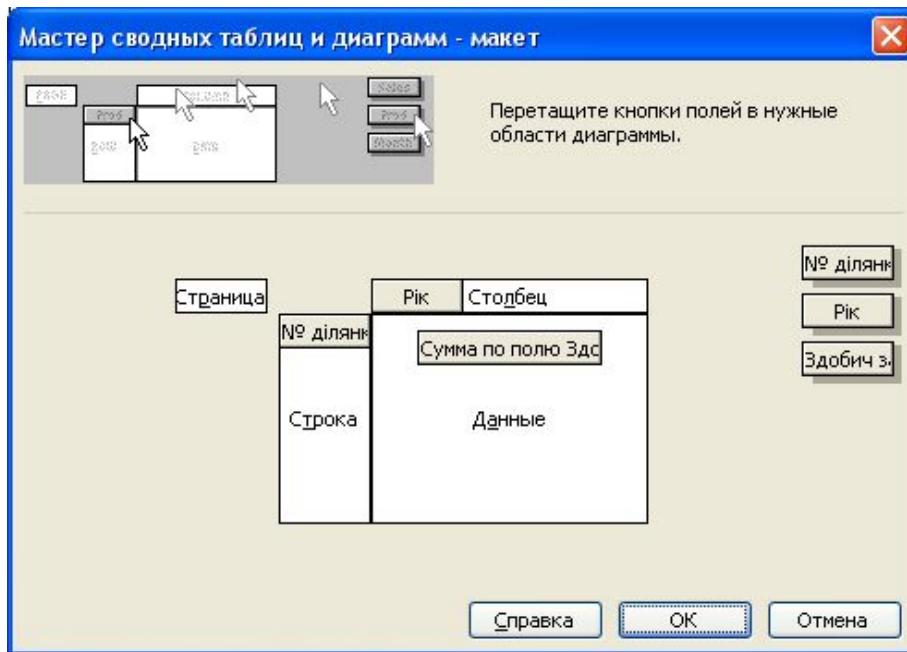 Мастер сводных таблиц и диаграмм - макет
Перетащите кнопки полей в нужные
области диаграммы.
№ ділянк
Страница
Рік
Столбец
Рік
№ ділянк
Сумма по полю Здо
Здобич з
Строка
Данные
Справка
ОК
Отмена